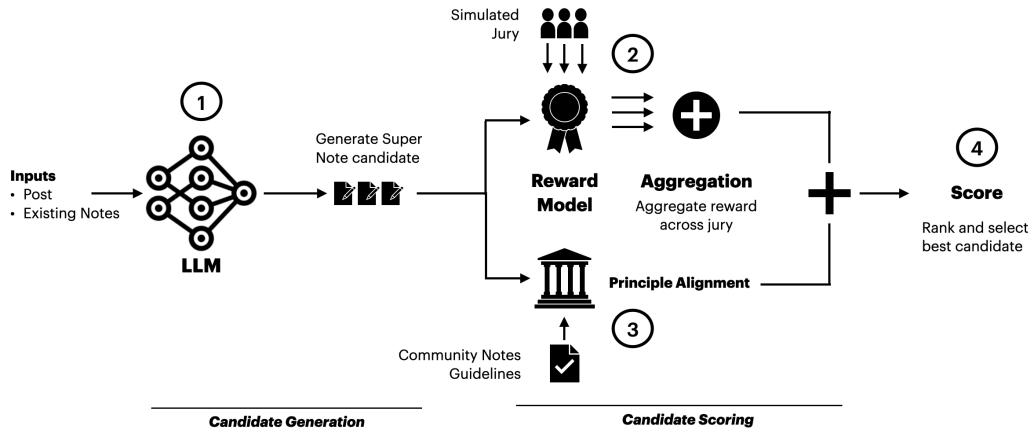 Simulated
Jury
2
1
4
Generate Super
Note candidate
Inputs
• Post
• Existing Notes
LLM
Reward
Model
Aggregation
Aggregate reward
across jury
Score
Rank and select
best candidate
Principle Alignment
3
Community Notes
Guidelines
Candidate Generation
Candidate Scoring